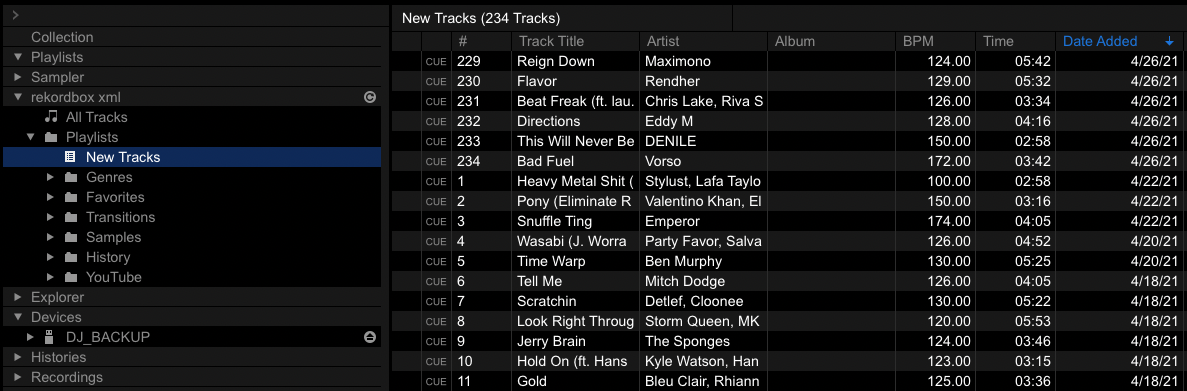 Collection
Playlists
Sampler
rekordbox xml
All Tracks
Playlists
New Tracks
Genres
Favorites
Transitions
Samples
History
YouTube
Explorer
Devices
DJ_BACKUP
Histories
Recordings
New Tracks (234 Tracks)
# Track Title Artist Album BPM Time Date Added
CUE 229 Reign Down Maximono 124.00 05:42 4/26/21
CUE 230 Flavor Rendher 129.00 05:32 4/26/21
CUE 231 Beat Freak (ft. lau. Chris Lake, Riva S 126.00 03:34 4/26/21
CUE 232 Directions Eddy M 128.00 04:16 4/26/21
CUE 233 This Will Never Be DENILE 150.00 02:58 4/26/21
CUE 234 Bad Fuel Vorso 172.00 03:42 4/26/21
CUE 1 Heavy Metal Shit ( Stylust, Lafa Taylo 100.00 02:58 4/22/21
CUE 2 Pony (Eliminate R Valentino Khan, El 150.00 03:16 4/22/21
CUE 3 Snuffle Ting Emperor 174.00 04:05 4/22/21
CUE 4 Wasabi (J. Worra Party Favor, Salva 126.00 04:52 4/20/21
CUE 5 Time Warp Ben Murphy 130.00 05:25 4/20/21
CUE 6 Tell Me Mitch Dodge 126.00 04:05 4/18/21
CUE 7 Scratchin Detlef, Cloonee 130.00 05:22 4/18/21
CUE 8 Look Right Throug Storm Queen, MK 120.00 05:53 4/18/21
CUE 9 Jerry Brain The Sponges 124.00 03:46 4/18/21
CUE 10 Hold On (ft. Hans Kyle Watson, Han 123.00 03:15 4/18/21
CUE 11 Gold Bleu Clair, Rhiann 125.00 03:36 4/18/21